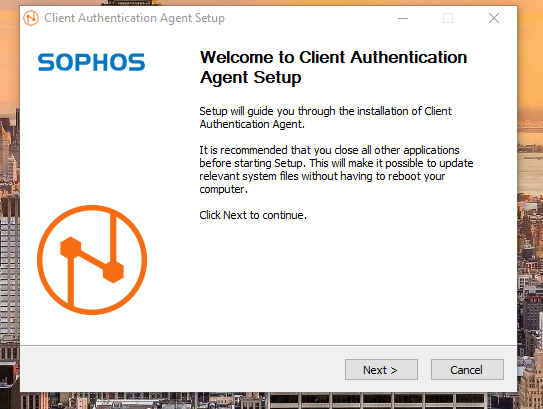 Client Authentication Agent Setup
SOPHOS
Welcome to Client Authentication
Agent Setup
Setup will guide you through the installation of Client
Authentication Agent.
It is recommended that you close all other applications
before starting Setup. This will make it possible to update
relevant system files without having to reboot your
computer.
Click Next to continue.
Next >
Cancel